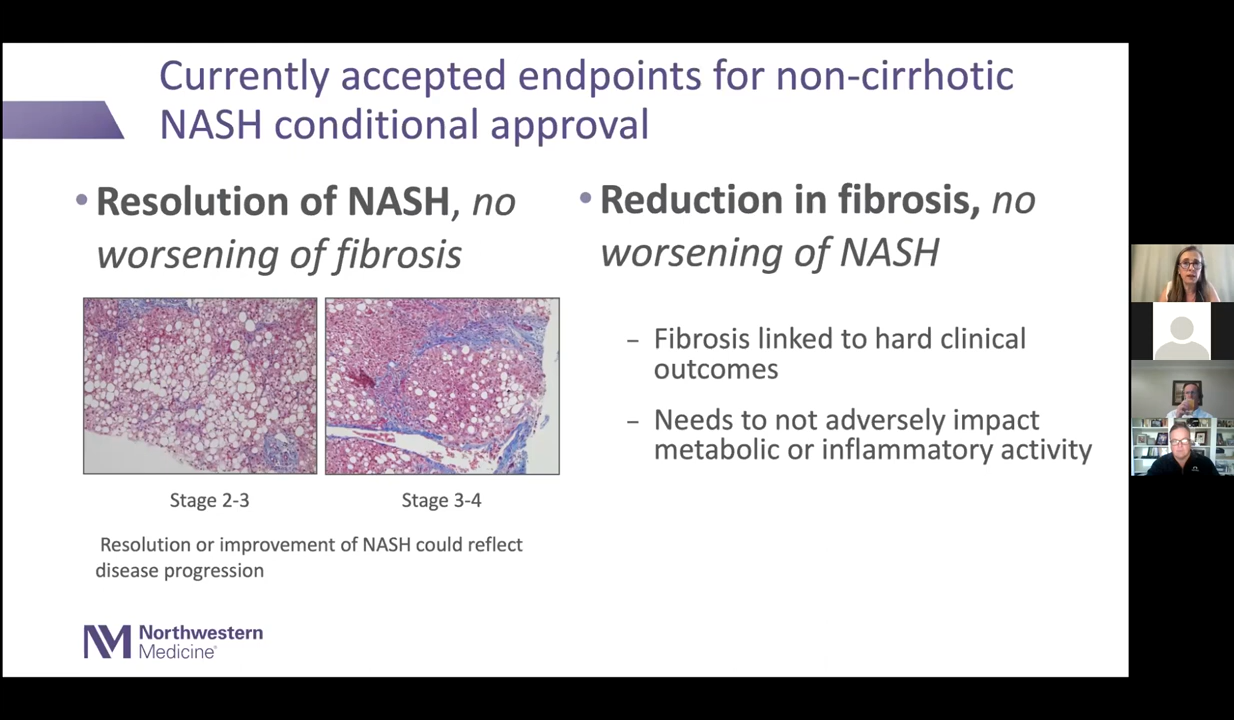 Currently accepted endpoints for non-cirrhotic
NASH conditional approval
• Resolution of NASH, no
worsening of fibrosis
Stage 2-3
Stage 3-4
Resolution or improvement of NASH could reflect
disease progression
• Reduction in fibrosis, no
worsening of NASH
– Fibrosis linked to hard clinical
outcomes
– Needs to not adversely impact
metabolic or inflammatory activity
NM Northwestern
Medicine®